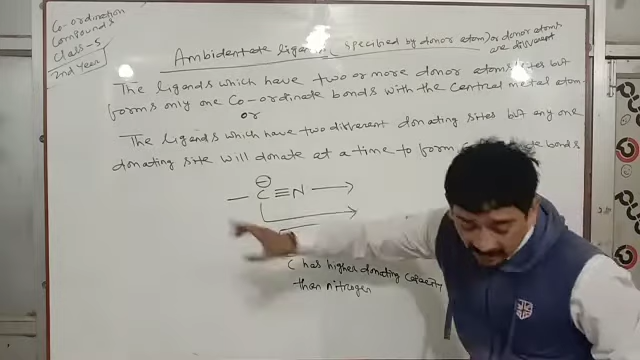 Co-ordination
Compounds
Class-5
2nd Year
Ambidentate ligand (specified by donor atom) or donor atoms
are different
The ligands which have two or more donor atoms/sites but
forms only one Co-ordinate bonds with the Central metal atom
or
The ligands which have two different donating sites but any one
donating site will donate at a time to form bonds
C≡N
C has higher donating capacity
than nitrogen